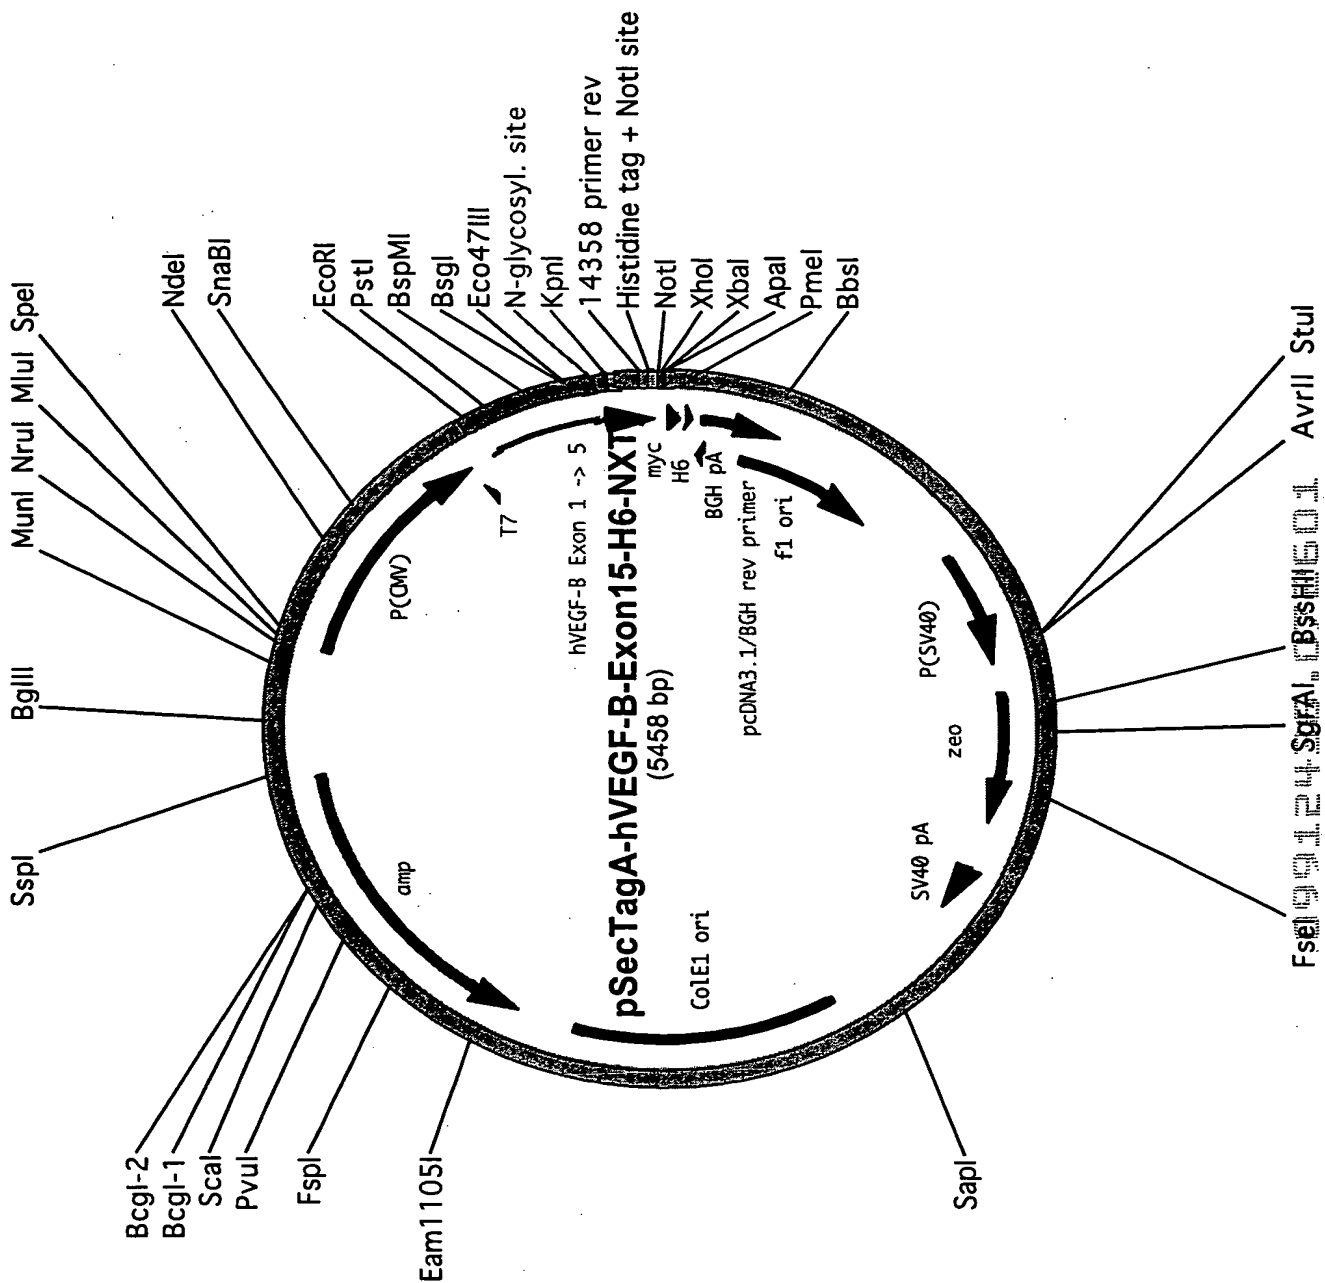 SspI
BglII
MunI
NruI
MluI
SpeI
NdeI
SnaBI
EcoRI
PstI
BspMI
BsgI
Eco47III
N-glycosyl. site
KpnI
14358 primer rev
Histidine tag + NotI site
NotI
XhoI
XbaI
ApaI
PmeI
BbsI
StuI
AvrII
BssHII
SgrAI
FseI
SapI
Eam1105I
FspI
PvuI
ScaI
BcgI-1
BcgI-2
P(CMV)
T7
hVEGF-B Exon 1 -> 5
myc
H6
BGH pA
pcDNA3.1/BGH rev primer
f1 ori
P(SV40)
zeo
SV40 pA
ColE1 ori
amp
pSecTagA-hVEGF-B-Exon15-H6-NXT
(5458 bp)